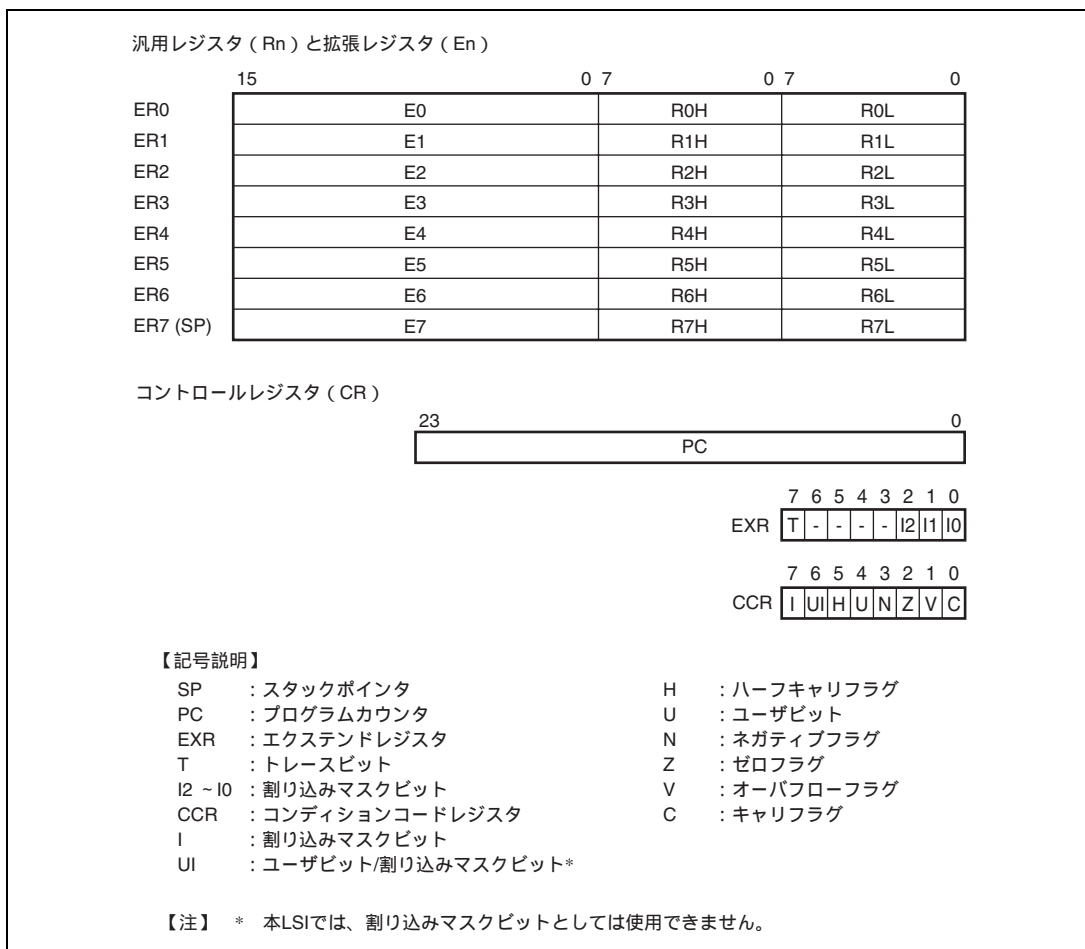 汎用レジスタ(Rn)と拡張レジスタ(En)
15 0 7 0 7 0
ER0 E0 R0H R0L
ER1 E1 R1H R1L
ER2 E2 R2H R2L
ER3 E3 R3H R3L
ER4 E4 R4H R4L
ER5 E5 R5H R5L
ER6 E6 R6H R6L
ER7 (SP) E7 R7H R7L
コントロールレジスタ(CR)
23 0
PC
7 6 5 4 3 2 1 0
EXR T - - - - I2 I1 I0
7 6 5 4 3 2 1 0
CCR I UI H U N Z V C
【記号説明】
SP :スタックポインタ
PC :プログラムカウンタ
EXR :エクステンドレジスタ
T :トレースビット
I2 ~ I0 :割り込みマスクビット
CCR :コンディションコードレジスタ
I :割り込みマスクビット
UI :ユーザビット/割り込みマスクビット*
H :ハーフキャリフラグ
U :ユーザビット
N :ネガティブフラグ
Z :ゼロフラグ
V :オーバフローフラグ
C :キャリフラグ
【注】 * 本LSIでは、割り込みマスクビットとしては使用できません。